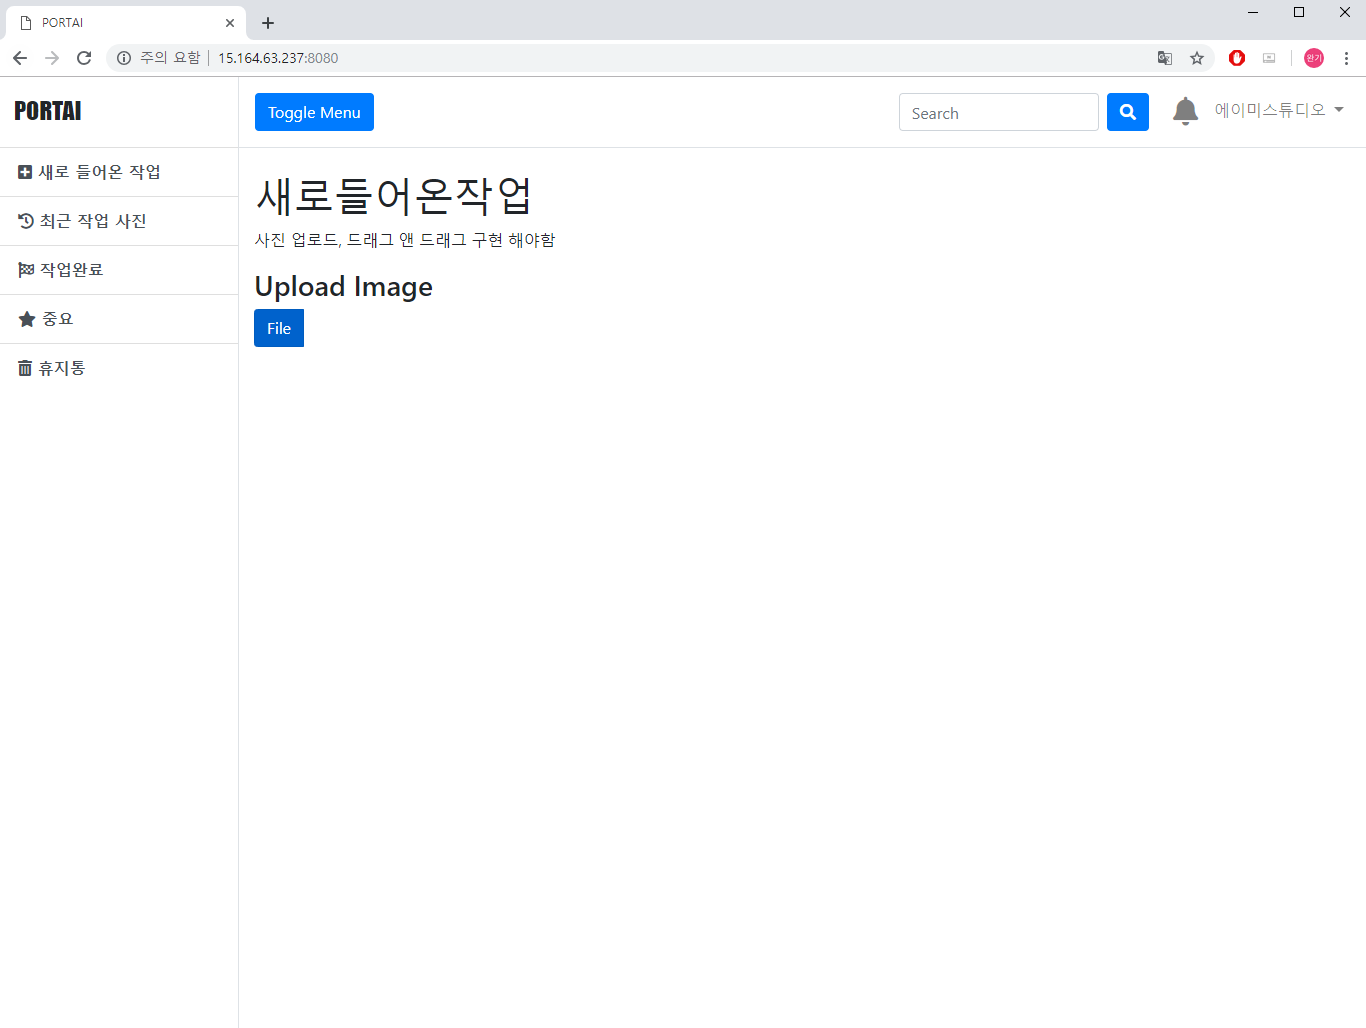 PORTAI
주의 요함 | 15.164.63.237:8080
완기
PORTAI
Toggle Menu
Search
에이미스튜디오
새로 들어온 작업
최근 작업 사진
작업완료
중요
휴지통
새로들어온작업
사진 업로드, 드래그 앤 드래그 구현 해야함
Upload Image
File